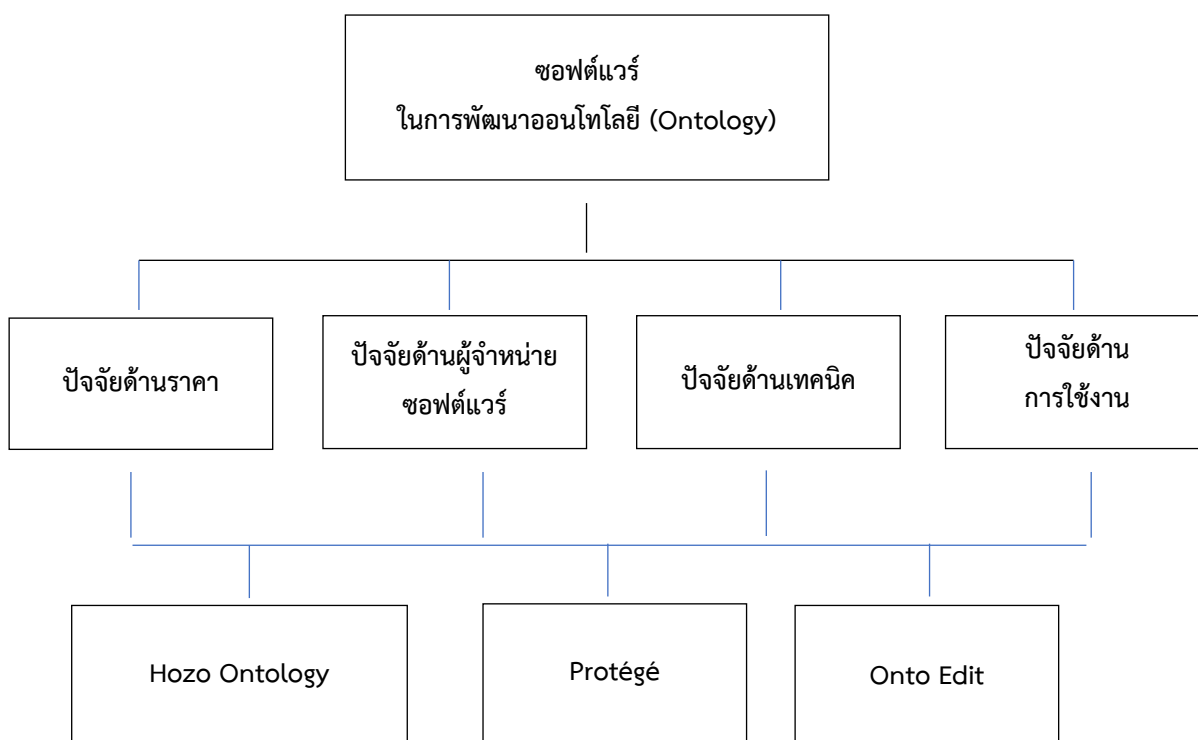 ซอฟต์แวร์
ในการพัฒนาออนโทโลยี (Ontology)
ปัจจัยด้านราคา
ปัจจัยด้านผู้จำหน่าย
ซอฟต์แวร์
ปัจจัยด้านเทคนิค
ปัจจัยด้าน
การใช้งาน
Hozo Ontology
Protégé
Onto Edit